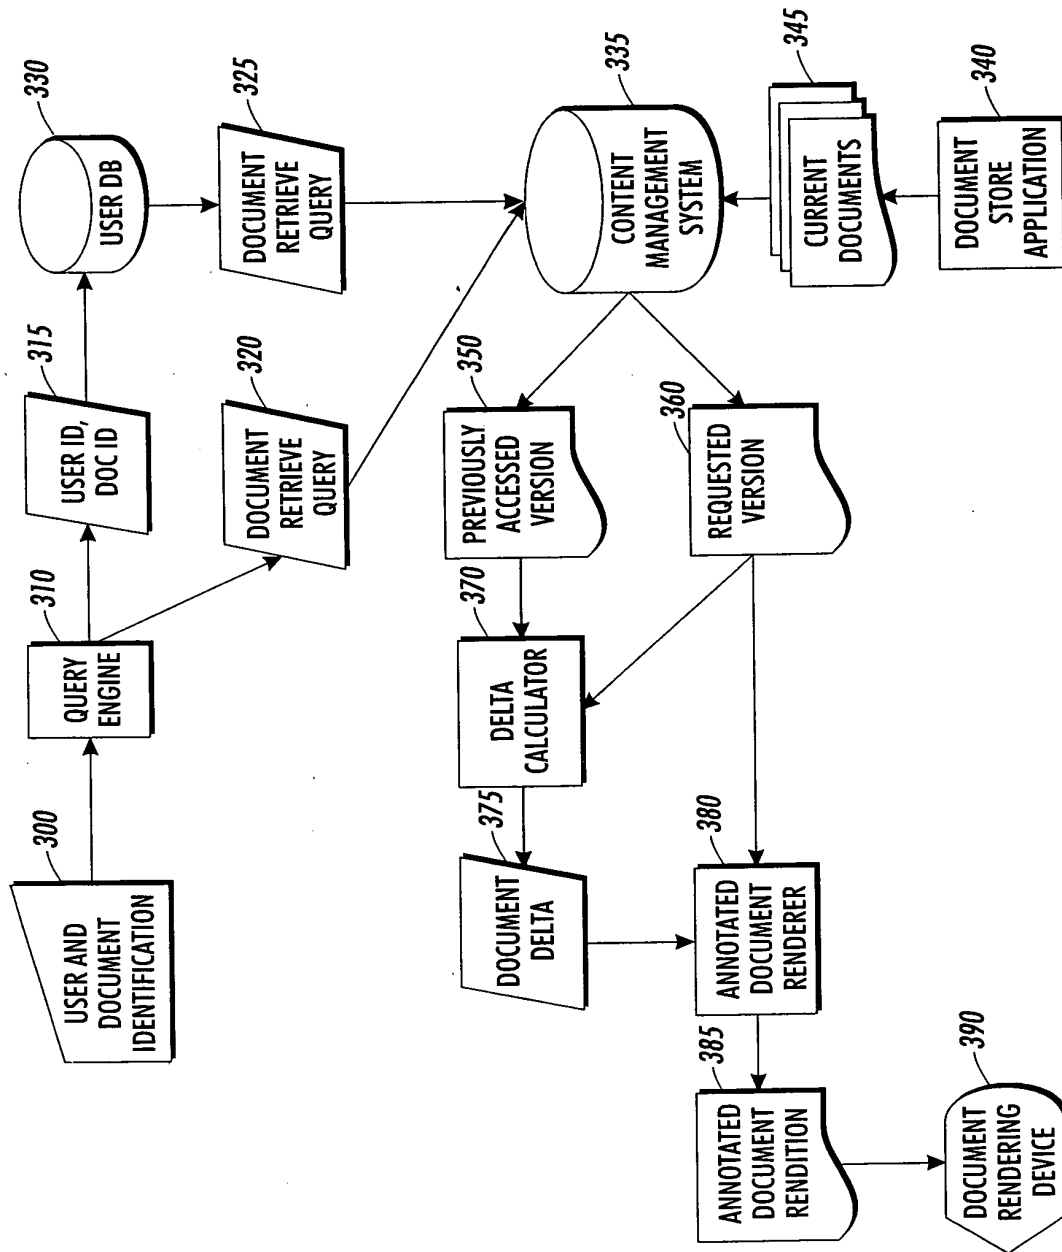 300
USER AND
DOCUMENT
IDENTIFICATION
310
QUERY
ENGINE
315
USER ID,
DOC ID
330
USER DB
320
DOCUMENT
RETRIEVE
QUERY
325
DOCUMENT
RETRIEVE
QUERY
335
CONTENT
MANAGEMENT
SYSTEM
345
CURRENT
DOCUMENTS
340
DOCUMENT
STORE
APPLICATION
350
PREVIOUSLY
ACCESSED
VERSION
360
REQUESTED
VERSION
370
DELTA
CALCULATOR
375
DOCUMENT
DELTA
380
ANNOTATED
DOCUMENT
RENDERER
385
ANNOTATED
DOCUMENT
RENDITION
390
DOCUMENT
RENDERING
DEVICE